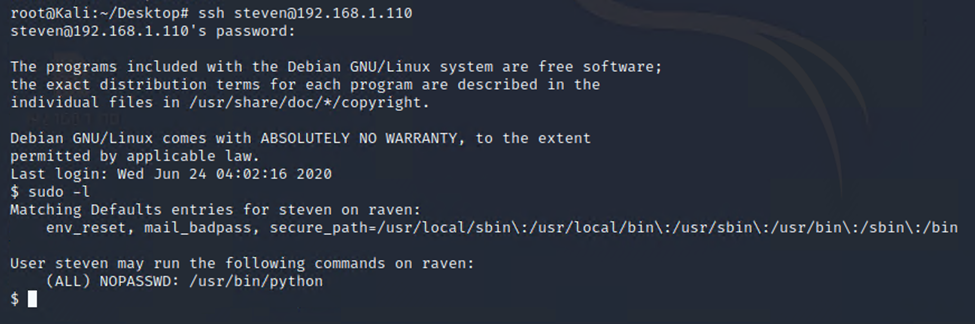 root@Kali:~/Desktop# ssh steven@192.168.1.110
steven@192.168.1.110's password:
The programs included with the Debian GNU/Linux system are free software;
the exact distribution terms for each program are described in the
individual files in /usr/share/doc/*/copyright.
Debian GNU/Linux comes with ABSOLUTELY NO WARRANTY, to the extent
permitted by applicable law.
Last login: Wed Jun 24 04:02:16 2020
$ sudo -l
Matching Defaults entries for steven on raven:
    env_reset, mail_badpass, secure_path=/usr/local/sbin\:/usr/local/bin\:/usr/sbin\:/usr/bin\:/sbin\:/bin
User steven may run the following commands on raven:
    (ALL) NOPASSWD: /usr/bin/python
$